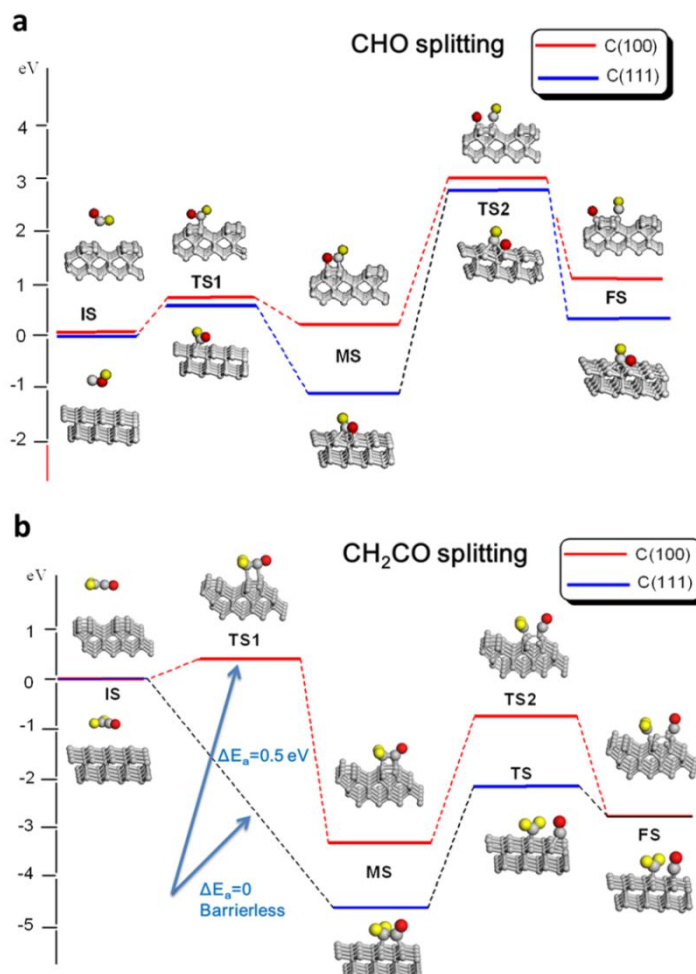 a
CHO splitting
C(100)
C(111)
eV
4
3
2
1
0
-1
-2
IS
TS1
MS
TS2
FS
b
CH₂CO splitting
C(100)
C(111)
eV
1
0
-1
-2
-3
-4
-5
IS
TS1
ΔEₐ=0.5 eV
ΔEₐ=0
Barrierless
MS
TS2
TS
FS